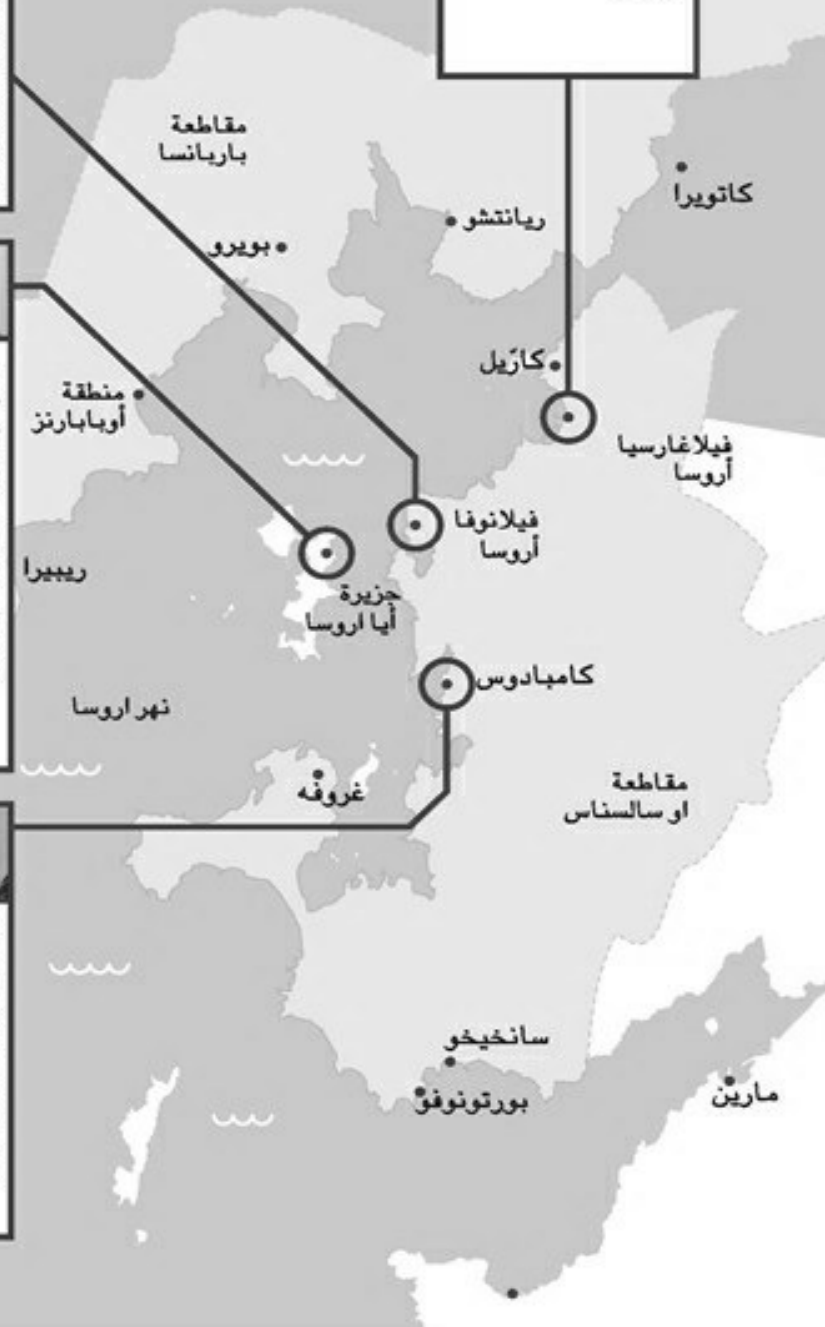 مقاطعة
باربانسا
كاتويرا
ريانتشو
بويرو
كارّيل
منطقة
أوبابارنز
فيلاغارسيا
أروسا
فيلانوفا
أروسا
ريبيرا
جزيرة
أيا اروسا
كامبادوس
نهر اروسا
مقاطعة
او سالسناس
غروفه
سانخيخو
بورتونوفو
مارين